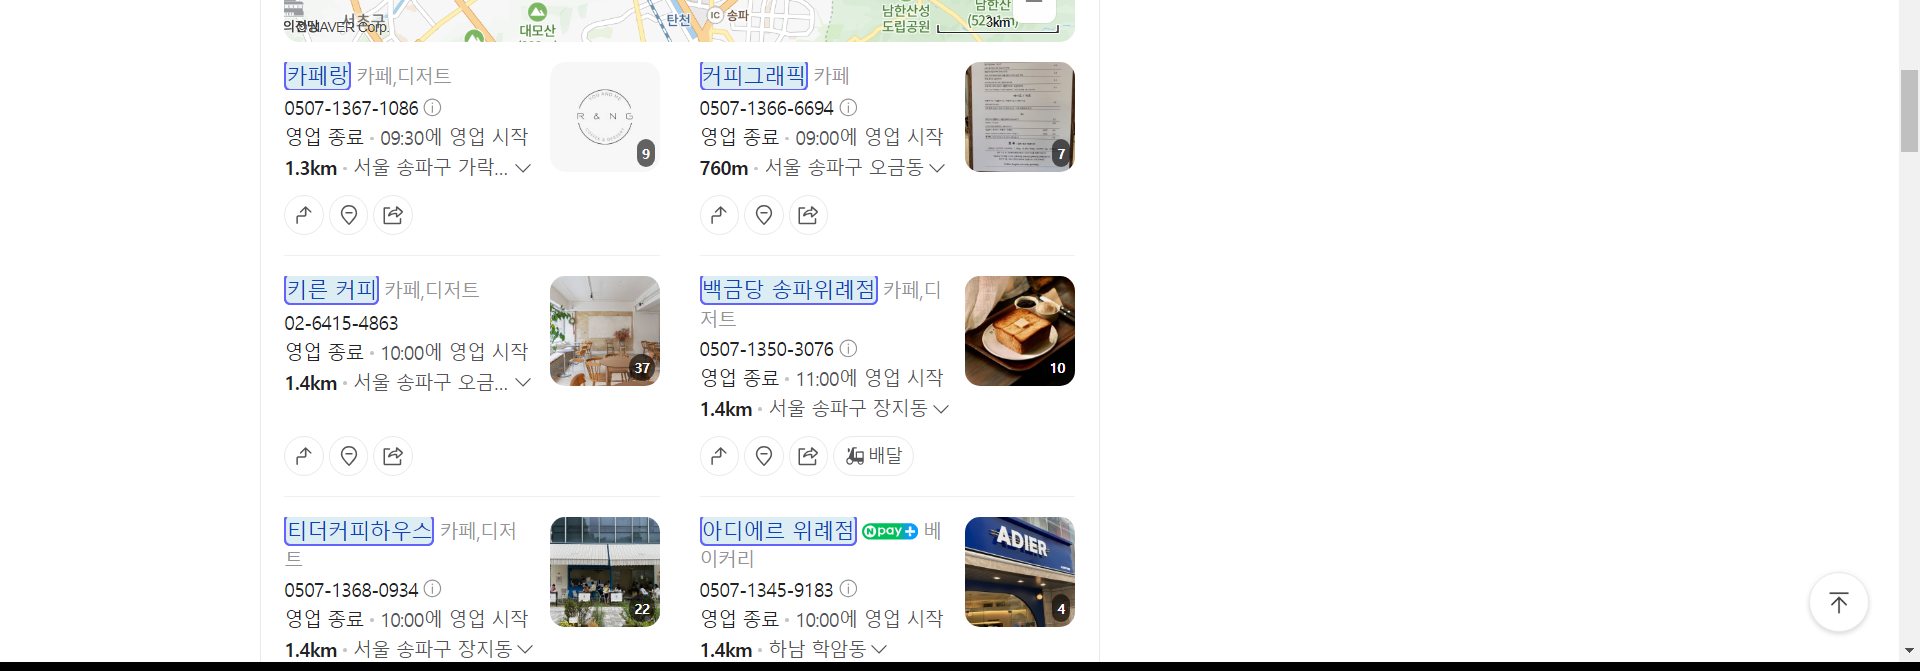 서초구
의전망
NAVER Corp.
대모산
탄천
IC
송파
남한산성
도립공원
남한산
3km
카페랑 카페,디저트
0507-1367-1086
영업 종료 · 09:30에 영업 시작
1.3km · 서울 송파구 가락...
YOU AND ME
R & N G
COFFEE & DESSERT
9
커피그래픽 카페
0507-1366-6694
영업 종료 · 09:00에 영업 시작
760m · 서울 송파구 오금동
7
키른 커피 카페,디저트
02-6415-4863
영업 종료 · 10:00에 영업 시작
1.4km · 서울 송파구 오금...
37
백금당 송파위례점 카페,디
저트
0507-1350-3076
영업 종료 · 11:00에 영업 시작
1.4km · 서울 송파구 장지동
10
배달
티더커피하우스 카페,디저
트
0507-1368-0934
영업 종료 · 10:00에 영업 시작
1.4km · 서울 송파구 장지동
22
아디에르 위례점 N pay+ 베
이커리
0507-1345-9183
영업 종료 · 10:00에 영업 시작
1.4km · 하남 학암동
ADIER
4